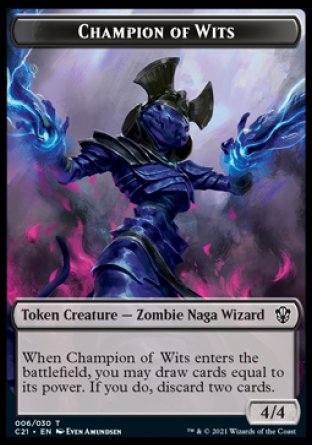 Champion of Wits
Token Creature — Zombie Naga Wizard
When Champion of Wits enters the
battlefield, you may draw cards equal to
its power. If you do, discard two cards.
4/4
006/030 T
C21 • EN Even Amundsen
™ & © 2021 Wizards of the Coast